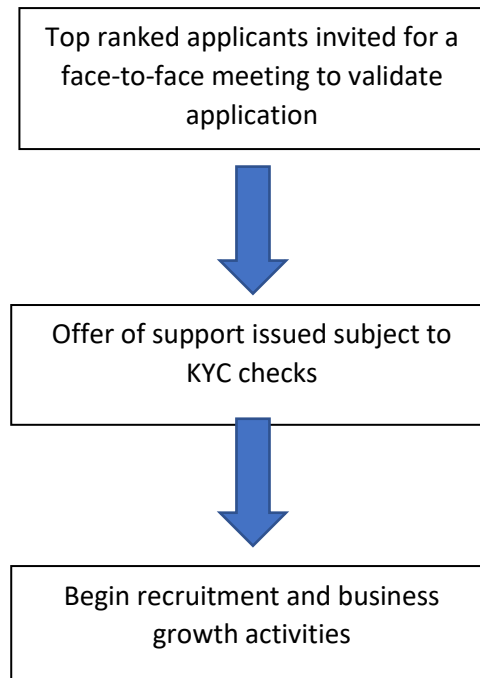 Top ranked applicants invited for a
face-to-face meeting to validate
application
Offer of support issued subject to
KYC checks
Begin recruitment and business
growth activities